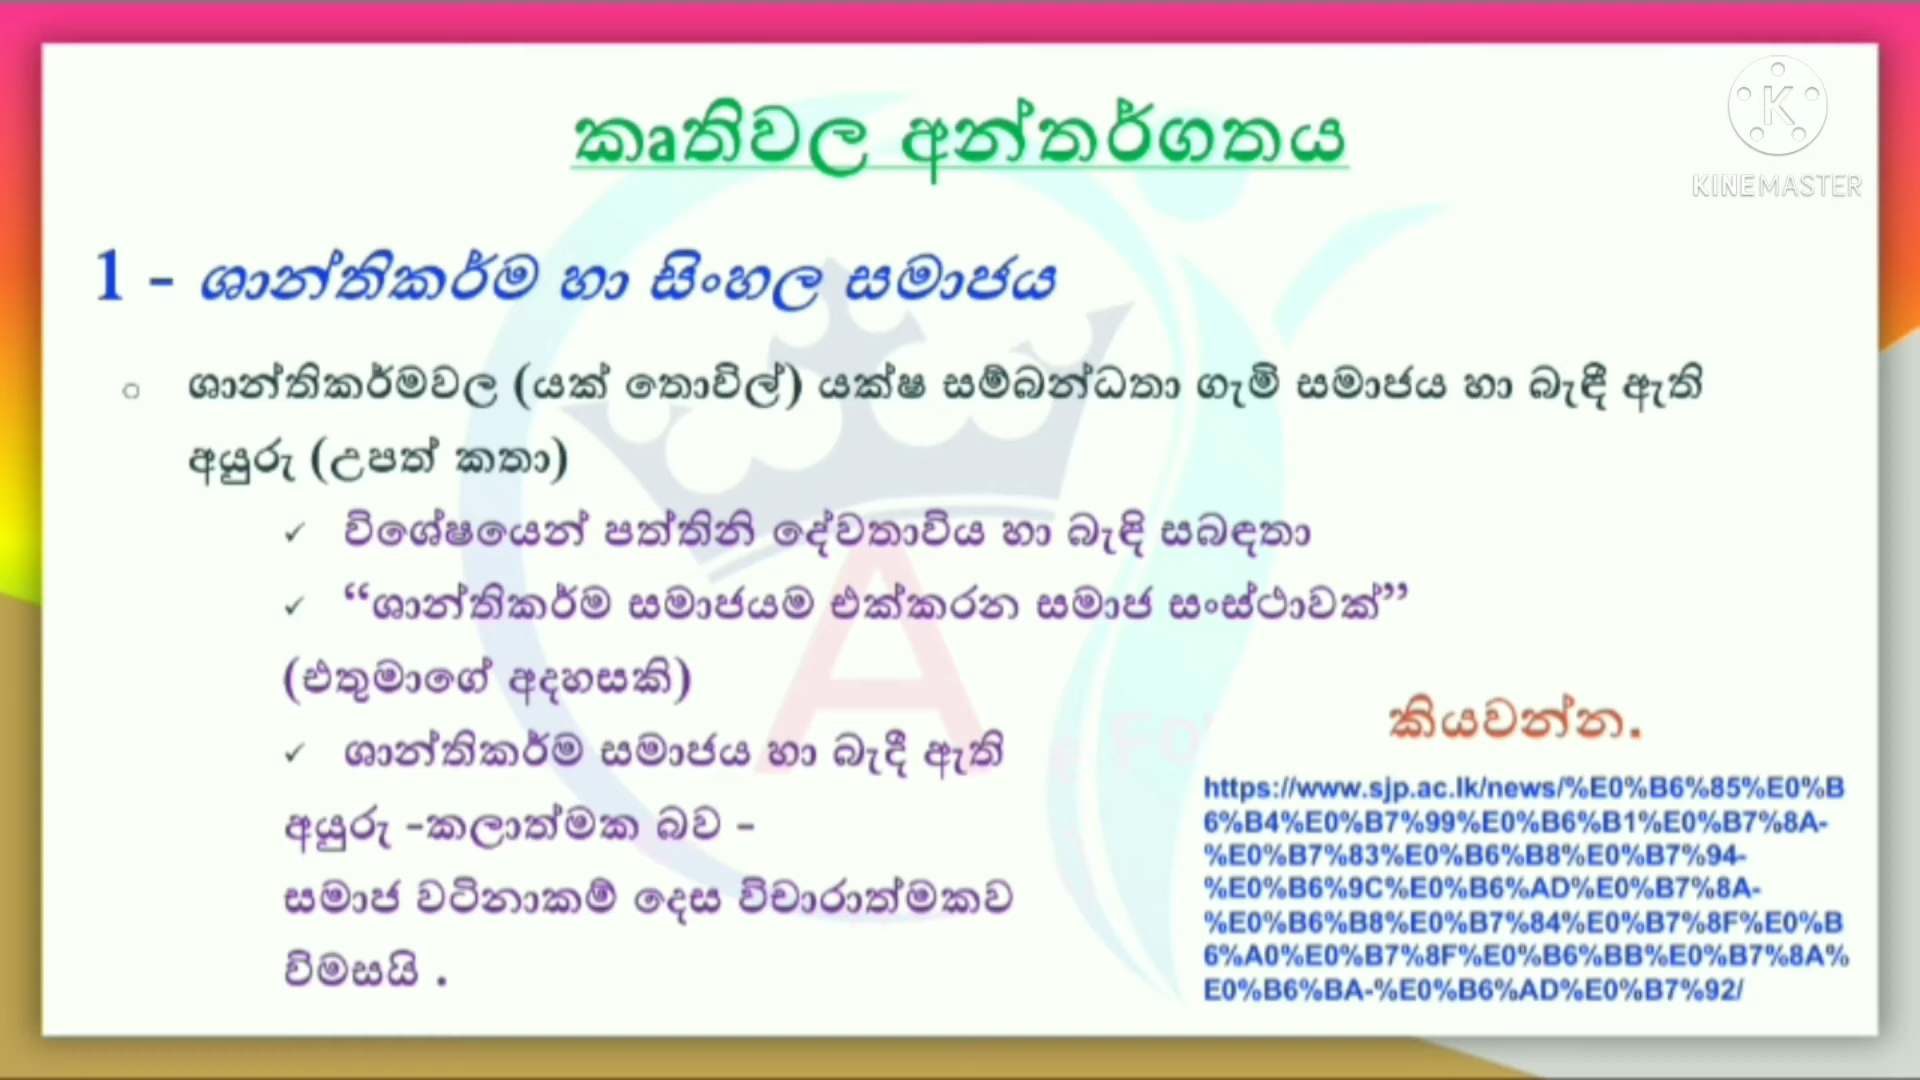 කෘතිවල අන්තර්ගතය
KINEMASTER
1 - ශාන්තිකර්ම හා සිංහල සමාජය
○ ශාන්තිකර්මවල (යක් තොවිල්) යක්ෂ සම්බන්ධතා ගැමි සමාජය හා බැඳී ඇති
අයුරු (උපත් කතා)
✓ විශේෂයෙන් පත්තිනි දේවතාවිය හා බැඳි සබඳතා
✓ “ශාන්තිකර්ම සමාජයම එක්කරන සමාජ සංස්ථාවක්”
(එතුමාගේ අදහසකි)
✓ ශාන්තිකර්ම සමාජය හා බැදී ඇති
අයුරු -කලාත්මක බව -
සමාජ වටිනාකම් දෙස විචාරාත්මකව
විමසයි .
කියවන්න.
https://www.sjp.ac.lk/news/%E0%B6%85%E0%B
6%B4%E0%B7%99%E0%B6%B1%E0%B7%8A-
%E0%B7%83%E0%B6%B8%E0%B7%94-
%E0%B6%9C%E0%B6%AD%E0%B7%8A-
%E0%B6%B8%E0%B7%84%E0%B7%8F%E0%B
6%A0%E0%B7%8F%E0%B6%BB%E0%B7%8A%
E0%B6%BA-%E0%B6%AD%E0%B7%92/